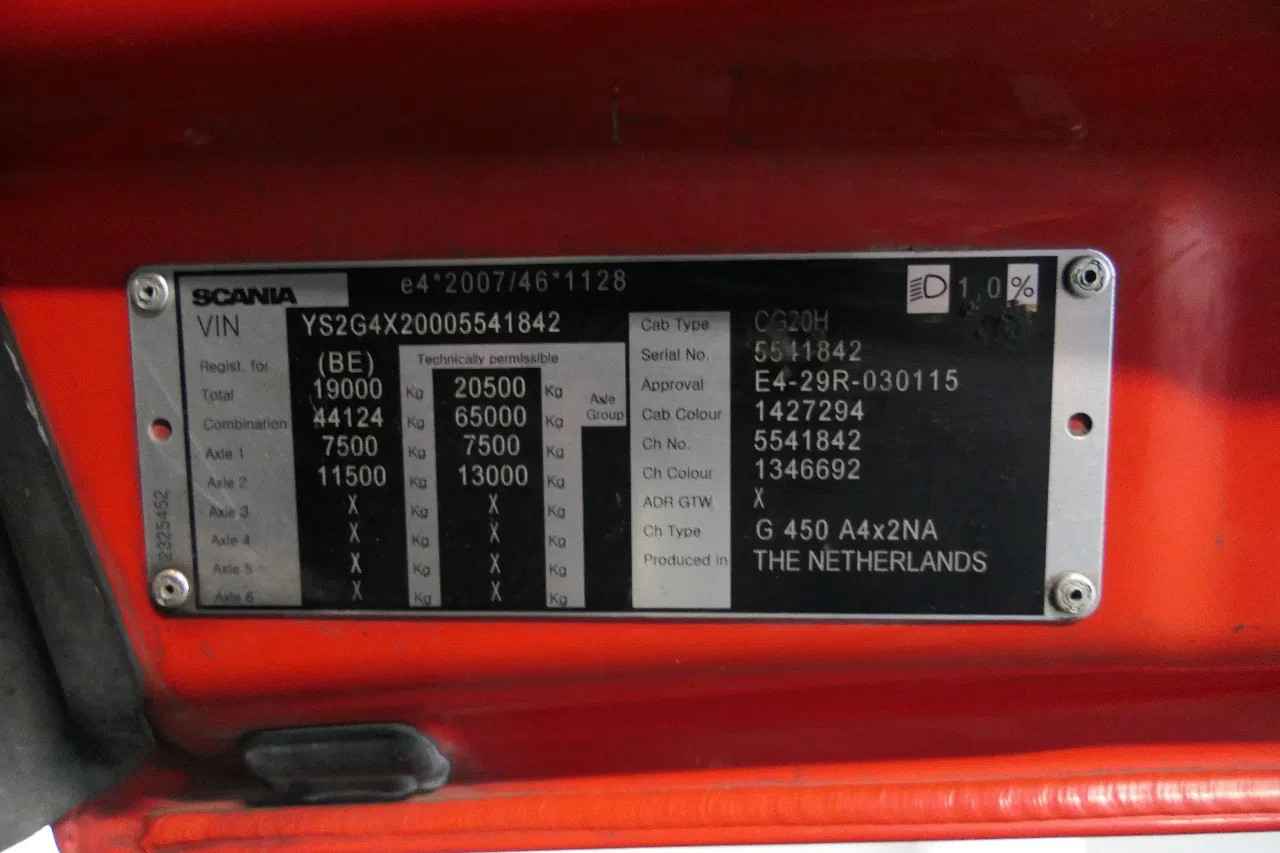 SCANIA e4*2007/46*1128 1,0 %
VIN YS2G4X20005541842
Regist. for (BE) Technically permissible
Total 19000 Kg 20500 Kg Axle Group
Combination 44124 Kg 65000 Kg
Axle 1 7500 Kg 7500 Kg
Axle 2 11500 Kg 13000 Kg
Axle 3 X Kg X Kg
Axle 4 X Kg X Kg
Axle 5 X Kg X Kg
Axle 6 X Kg X Kg
2325452
Cab Type CG20H
Serial No. 5541842
Approval E4-29R-030115
Cab Colour 1427294
Ch No. 5541842
Ch Colour 1346692
ADR GTW X
Ch Type G 450 A4x2NA
Produced in THE NETHERLANDS